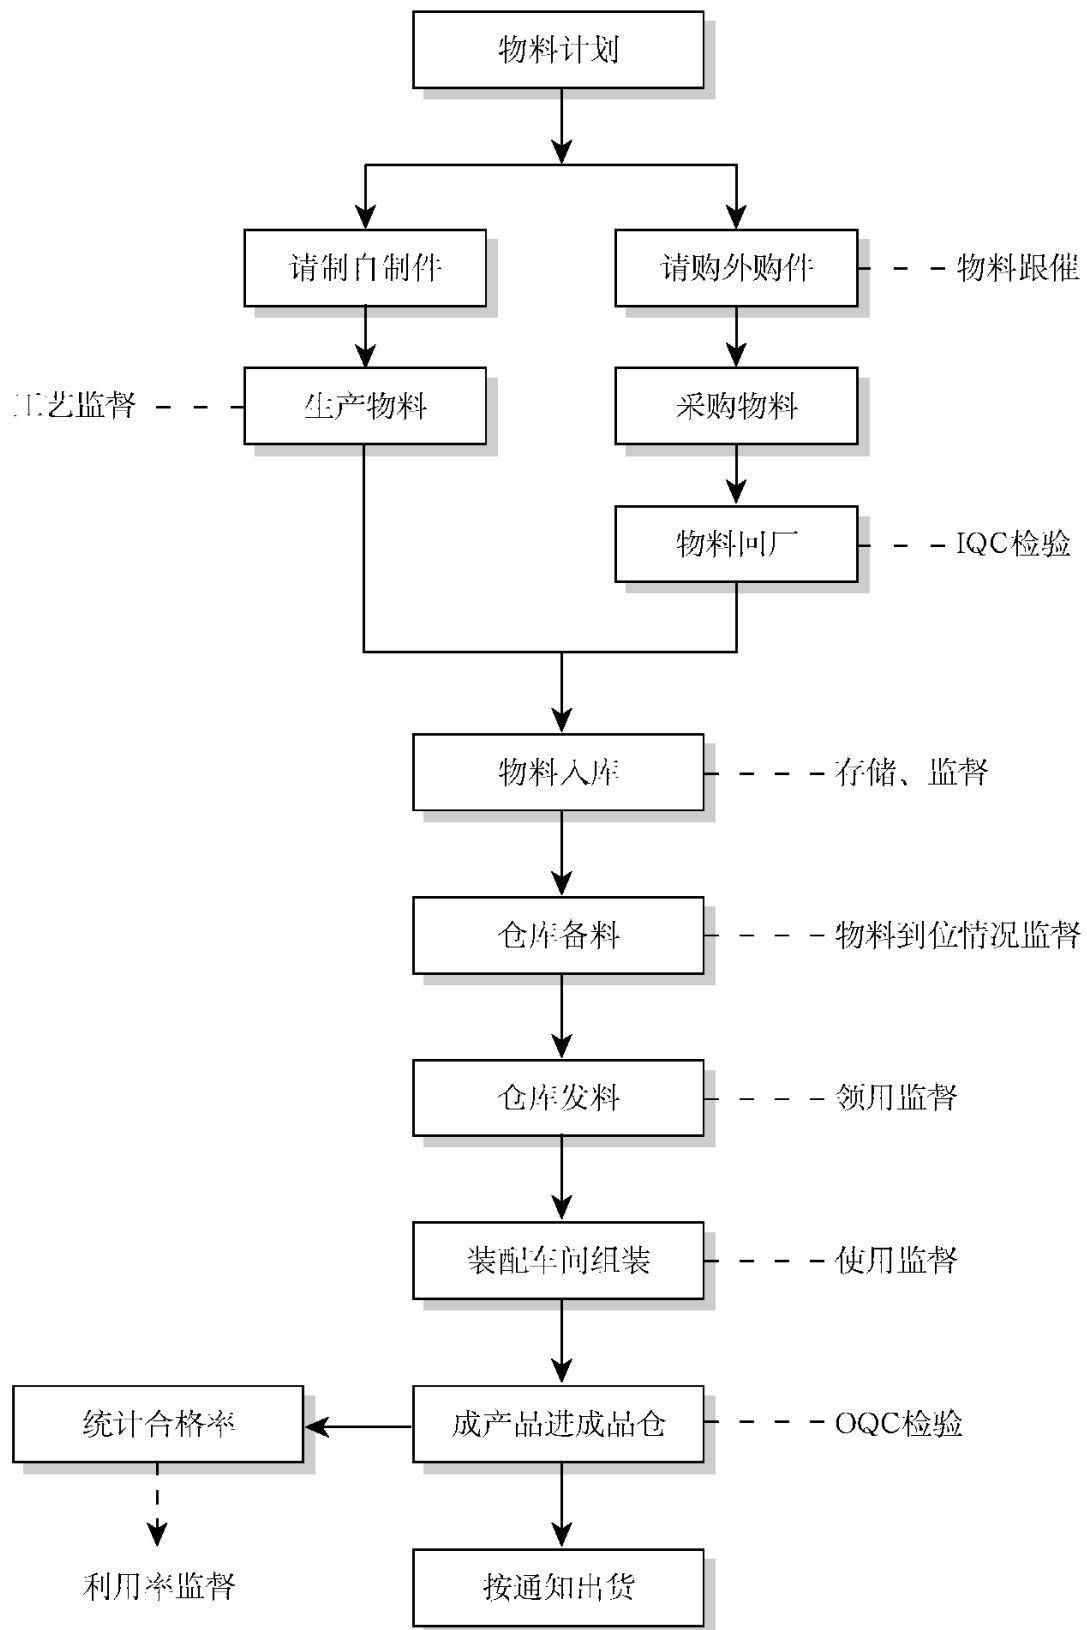 物料计划
请制自制件
请购外购件
物料跟催
工艺监督
生产物料
采购物料
物料回厂
IQC检验
物料入库
存储、监督
仓库备料
物料到位情况监督
仓库发料
领用监督
装配车间组装
使用监督
统计合格率
成产品进成品仓
OQC检验
利用率监督
按通知出货